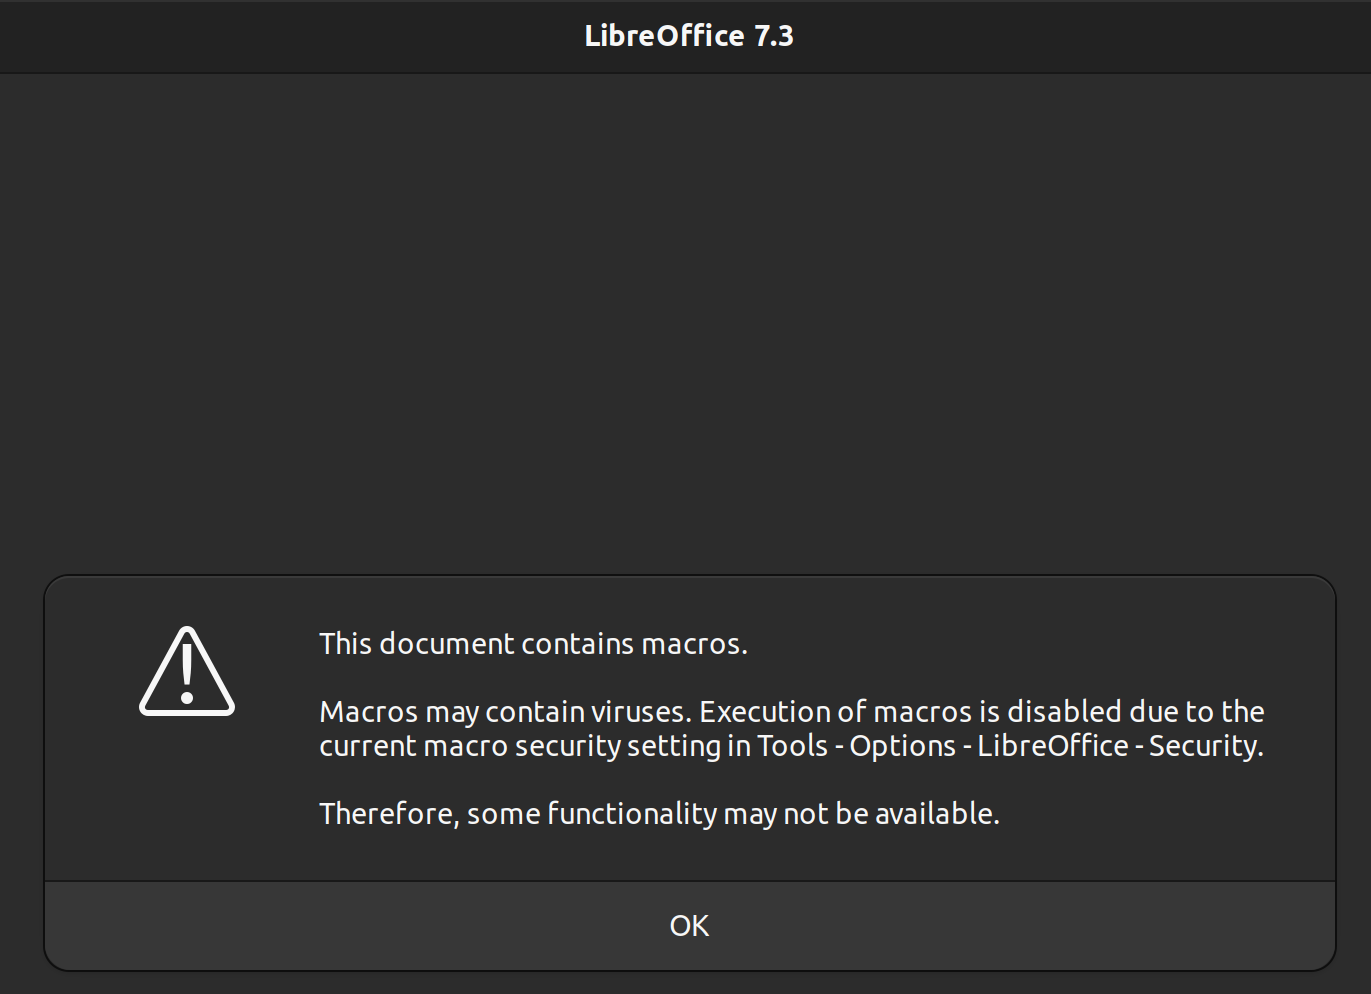 LibreOffice 7.3
This document contains macros.
Macros may contain viruses. Execution of macros is disabled due to the
current macro security setting in Tools - Options - LibreOffice - Security.
Therefore, some functionality may not be available.
OK